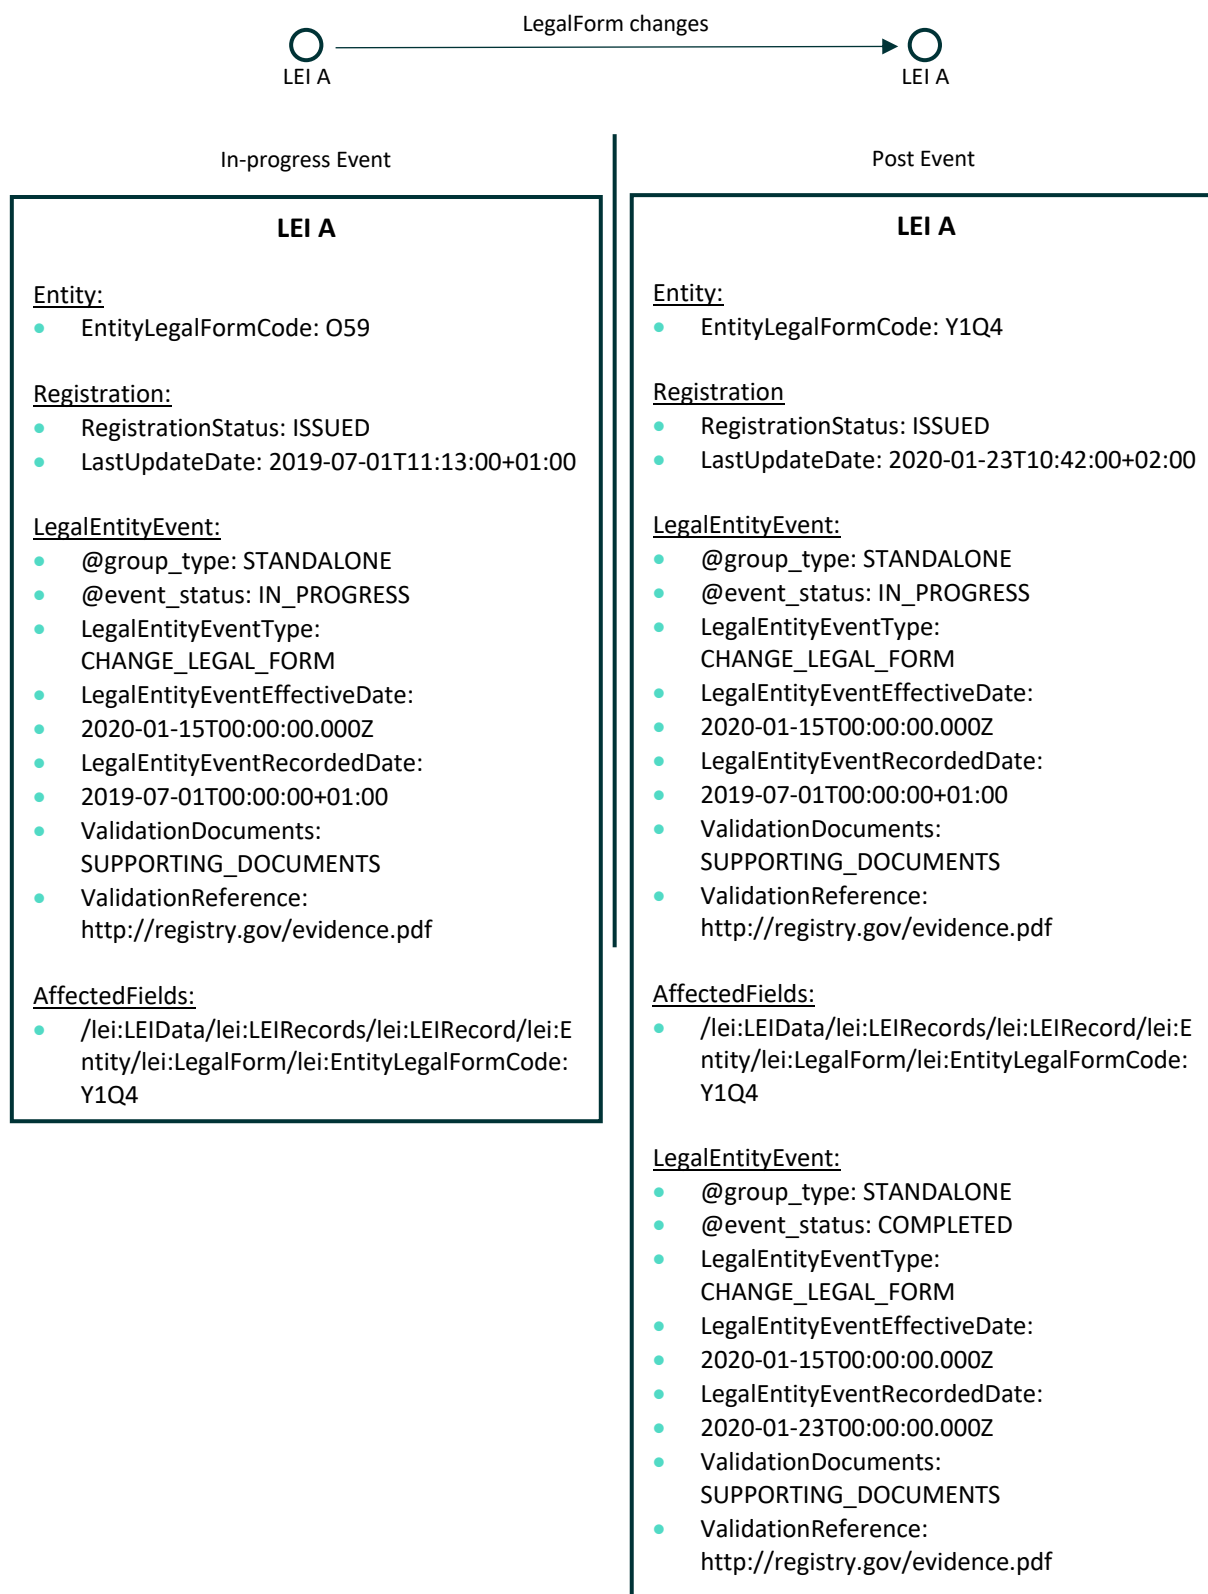 LegalForm changes
LEI A
LEI A
In-progress Event
Post Event
LEI A
Entity:
EntityLegalFormCode: O59
Registration:
RegistrationStatus: ISSUED
LastUpdateDate: 2019-07-01T11:13:00+01:00
LegalEntityEvent:
@group_type: STANDALONE
@event_status: IN_PROGRESS
LegalEntityEventType:
CHANGE_LEGAL_FORM
LegalEntityEventEffectiveDate:
2020-01-15T00:00:00.000Z
LegalEntityEventRecordedDate:
2019-07-01T00:00:00+01:00
ValidationDocuments:
SUPPORTING_DOCUMENTS
ValidationReference:
http://registry.gov/evidence.pdf
AffectedFields:
/lei:LEIData/lei:LEIRecords/lei:LEIRecord/lei:E
ntity/lei:LegalForm/lei:EntityLegalFormCode:
Y1Q4
LEI A
Entity:
EntityLegalFormCode: Y1Q4
Registration
RegistrationStatus: ISSUED
LastUpdateDate: 2020-01-23T10:42:00+02:00
LegalEntityEvent:
@group_type: STANDALONE
@event_status: IN_PROGRESS
LegalEntityEventType:
CHANGE_LEGAL_FORM
LegalEntityEventEffectiveDate:
2020-01-15T00:00:00.000Z
LegalEntityEventRecordedDate:
2019-07-01T00:00:00+01:00
ValidationDocuments:
SUPPORTING_DOCUMENTS
ValidationReference:
http://registry.gov/evidence.pdf
AffectedFields:
/lei:LEIData/lei:LEIRecords/lei:LEIRecord/lei:E
ntity/lei:LegalForm/lei:EntityLegalFormCode:
Y1Q4
LegalEntityEvent:
@group_type: STANDALONE
@event_status: COMPLETED
LegalEntityEventType:
CHANGE_LEGAL_FORM
LegalEntityEventEffectiveDate:
2020-01-15T00:00:00.000Z
LegalEntityEventRecordedDate:
2020-01-23T00:00:00.000Z
ValidationDocuments:
SUPPORTING_DOCUMENTS
ValidationReference:
http://registry.gov/evidence.pdf